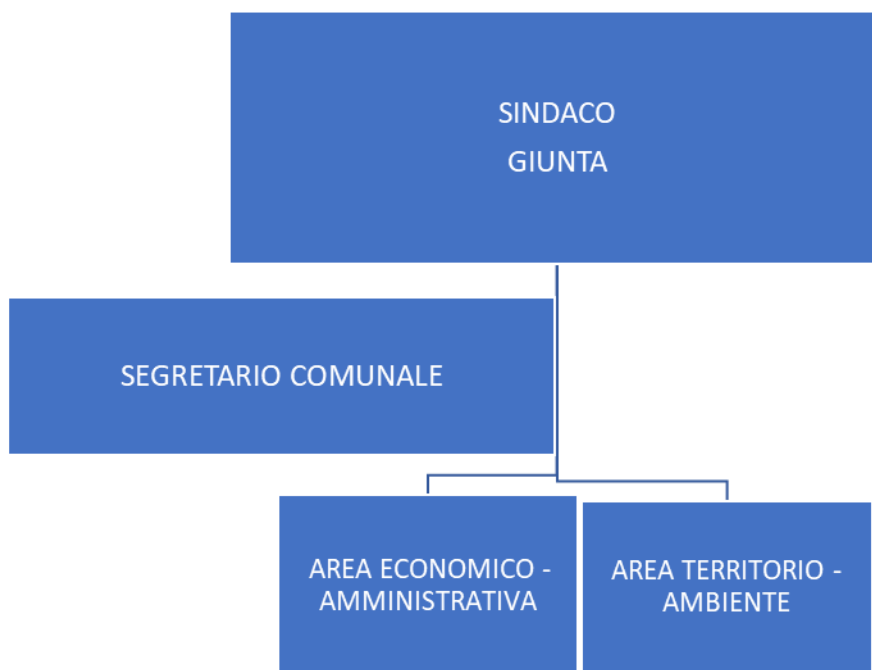 SINDACO
GIUNTA
SEGRETARIO COMUNALE
AREA ECONOMICO -
AMMINISTRATIVA
AREA TERRITORIO -
AMBIENTE